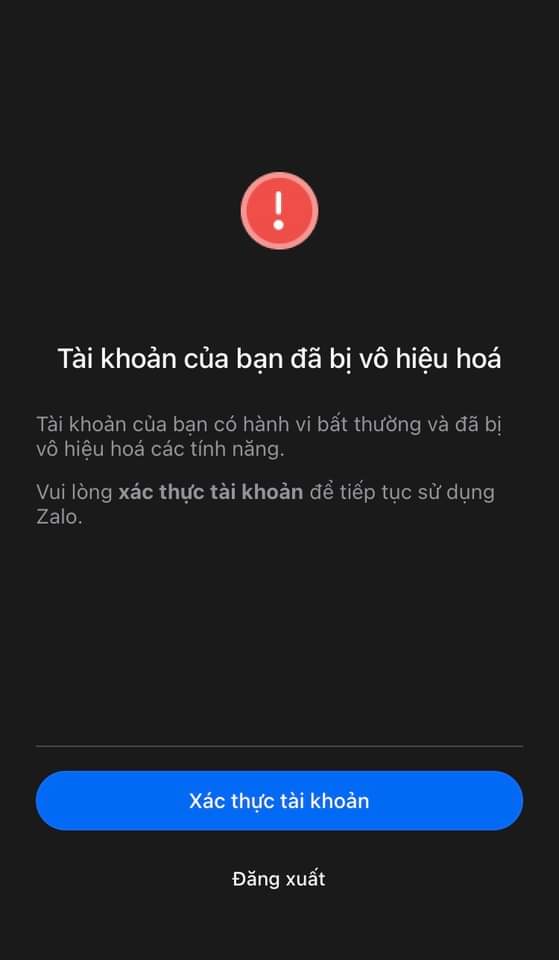 Tài khoản của bạn đã bị vô hiệu hoá
Tài khoản của bạn có hành vi bất thường và đã bị
vô hiệu hoá các tính năng.
Vui lòng xác thực tài khoản để tiếp tục sử dụng
Zalo.
Xác thực tài khoản
Đăng xuất